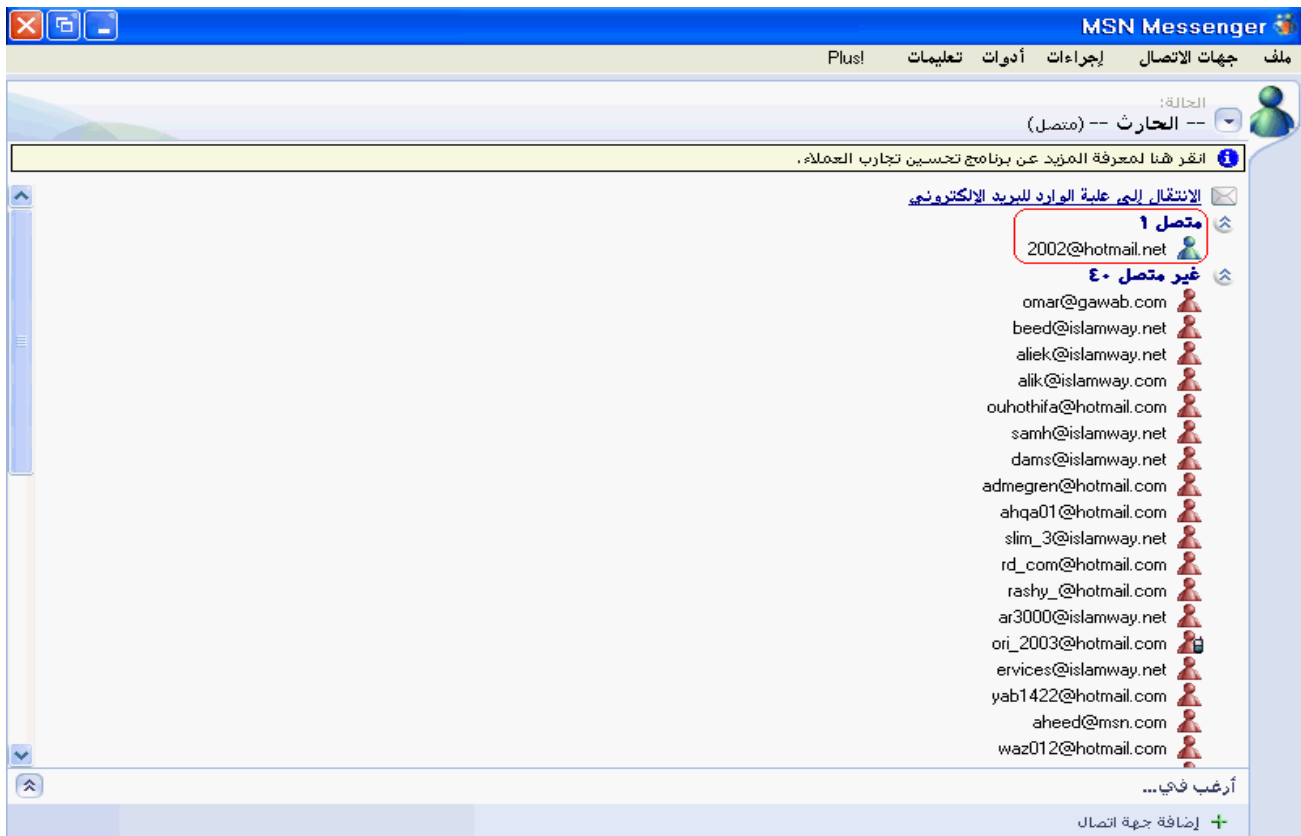 MSN Messenger
ملف جهات الاتصال إجراءات أدوات تعليمات Plus!
الحالة:
-- الحارث -- (متصل)
انقر هنا لمعرفة المزيد عن برنامج تحسين تجارب العملاء.
الانتقال إلى علبة الوارد للبريد الإلكتروني
متصل ١
2002@hotmail.net
غير متصل ٤٠
omar@gawab.com
beed@islamway.net
aliek@islamway.net
alik@islamway.com
ouhothifa@hotmail.com
samh@islamway.net
dams@islamway.net
admegren@hotmail.com
ahqa01@hotmail.com
slim_3@islamway.net
rd_com@hotmail.com
rashy_@hotmail.com
ar3000@islamway.net
ori_2003@hotmail.com
ervices@islamway.net
yab1422@hotmail.com
aheed@msn.com
waz012@hotmail.com
أرغب في...
إضافة جهة اتصال